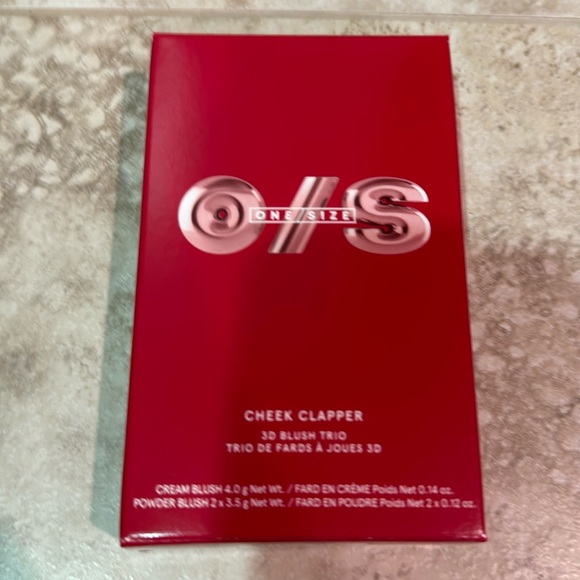 O/S
ONE/SIZE
CHEEK CLAPPER
3D BLUSH TRIO
TRIO DE FARDS À JOUES 3D
CREAM BLUSH 4.0 g Net Wt. / FARD EN CRÈME Poids Net 0.14 oz.
POWDER BLUSH 2 x 3.5 g Net Wt. / FARD EN POUDRE Poids Net 2 x 0.12 oz.